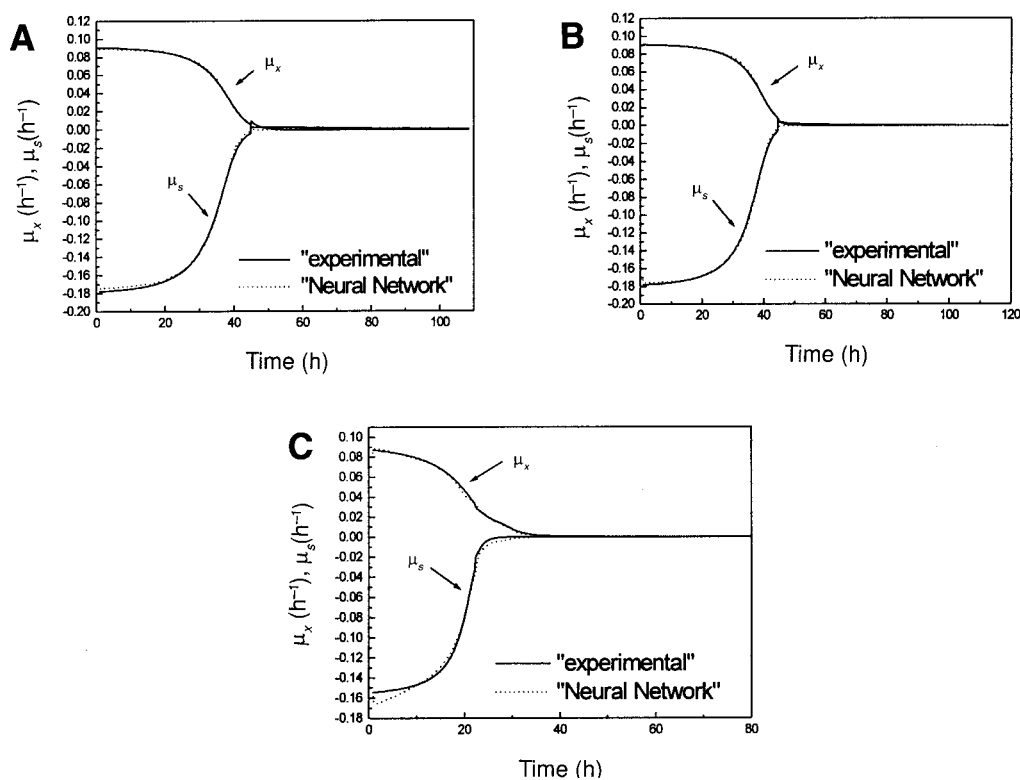 A
μx (h⁻¹), μs(h⁻¹)
0.12
0.10
0.08
0.06
0.04
0.02
0.00
-0.02
-0.04
-0.06
-0.08
-0.10
-0.12
-0.14
-0.16
-0.18
-0.20
μx
μs
"experimental"
"Neural Network"
0 20 40 60 80 100
Time (h)
B
μx (h⁻¹), μs(h⁻¹)
0.12
0.10
0.08
0.06
0.04
0.02
0.00
-0.02
-0.04
-0.06
-0.08
-0.10
-0.12
-0.14
-0.16
-0.18
-0.20
μx
μs
"experimental"
"Neural Network"
0 20 40 60 80 100 120
Time (h)
C
μx (h⁻¹), μs(h⁻¹)
0.10
0.08
0.06
0.04
0.02
0.00
-0.02
-0.04
-0.06
-0.08
-0.10
-0.12
-0.14
-0.16
-0.18
μx
μs
"experimental"
"Neural Network"
0 20 40 60 80
Time (h)